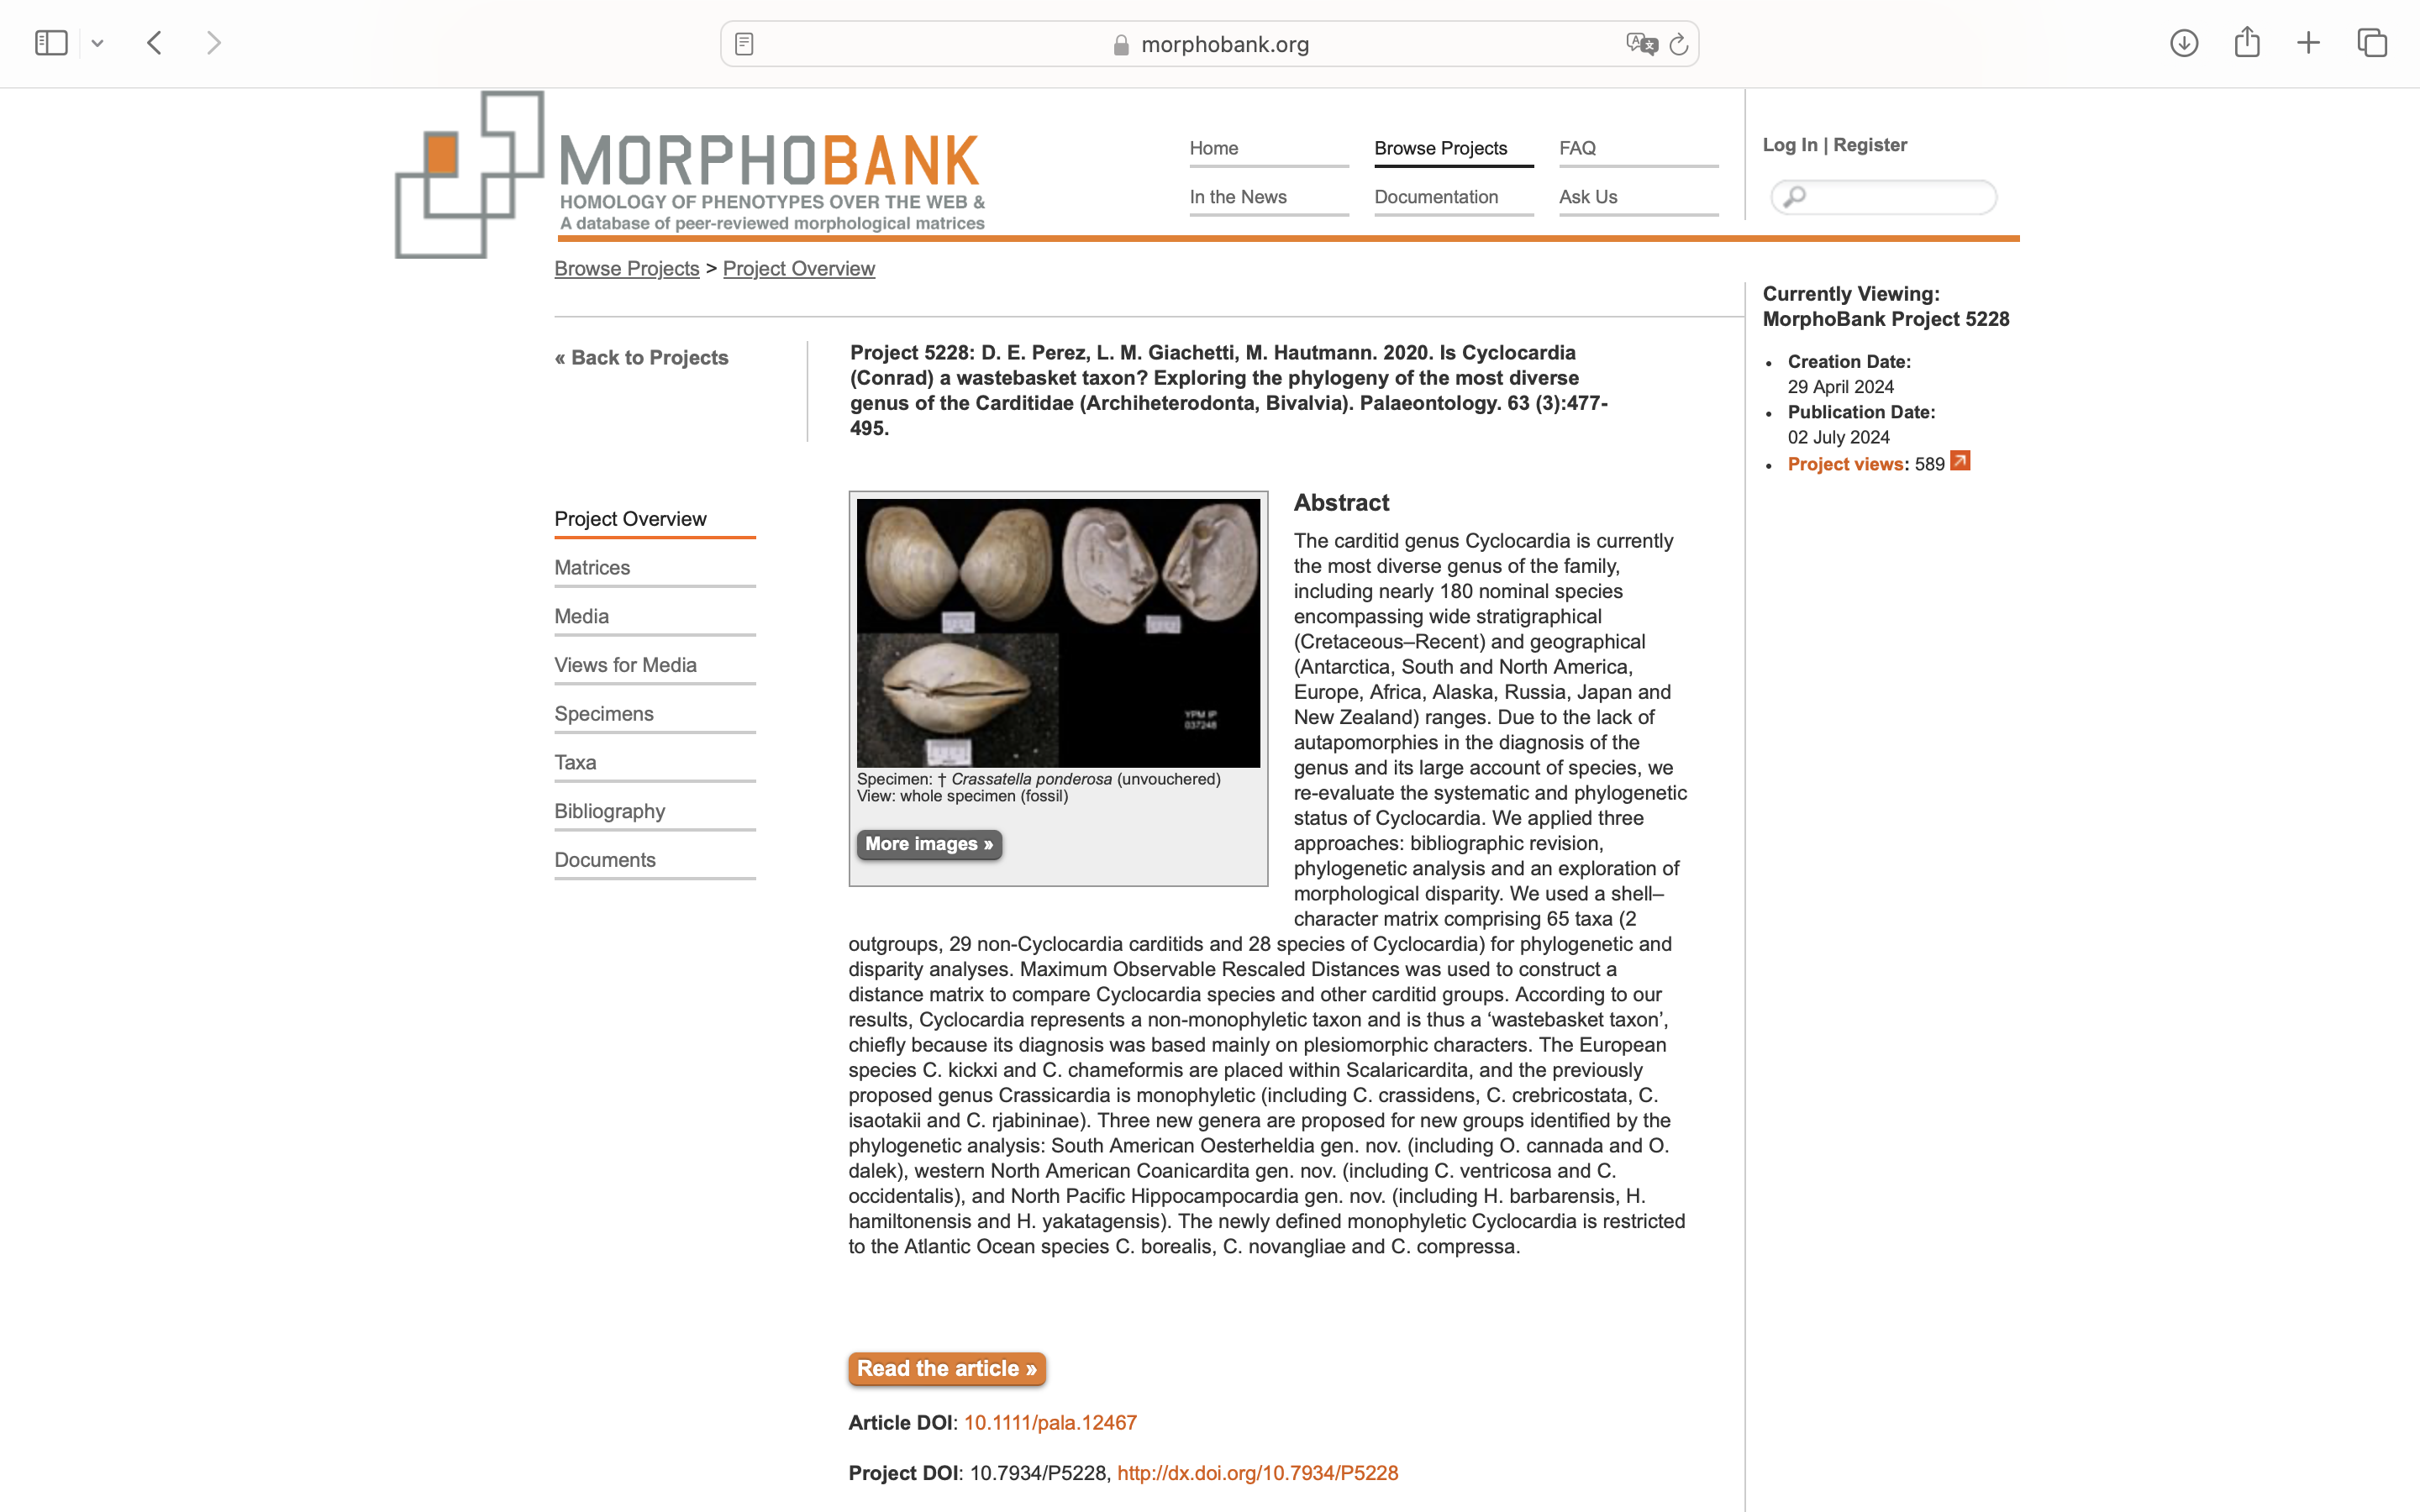 morphobank.org
MORPHOBANK
HOMOLOGY OF PHENOTYPES OVER THE WEB &
A database of peer-reviewed morphological matrices
Home
Browse Projects
FAQ
In the News
Documentation
Ask Us
Log In | Register
Browse Projects > Project Overview
Currently Viewing:
MorphoBank Project 5228
• Creation Date:
29 April 2024
• Publication Date:
02 July 2024
• Project views: 589
« Back to Projects
Project 5228: D. E. Perez, L. M. Giachetti, M. Hautmann. 2020. Is Cyclocardia
(Conrad) a wastebasket taxon? Exploring the phylogeny of the most diverse
genus of the Carditidae (Archiheterodonta, Bivalvia). Palaeontology. 63 (3):477-
495.
Project Overview
Matrices
Media
Views for Media
Specimens
Taxa
Bibliography
Documents
YPM IP
037248
Specimen: † Crassatella ponderosa (unvouchered)
View: whole specimen (fossil)
More images »
Abstract
The carditid genus Cyclocardia is currently
the most diverse genus of the family,
including nearly 180 nominal species
encompassing wide stratigraphical
(Cretaceous–Recent) and geographical
(Antarctica, South and North America,
Europe, Africa, Alaska, Russia, Japan and
New Zealand) ranges. Due to the lack of
autapomorphies in the diagnosis of the
genus and its large account of species, we
re-evaluate the systematic and phylogenetic
status of Cyclocardia. We applied three
approaches: bibliographic revision,
phylogenetic analysis and an exploration of
morphological disparity. We used a shell–
character matrix comprising 65 taxa (2
outgroups, 29 non-Cyclocardia carditids and 28 species of Cyclocardia) for phylogenetic and
disparity analyses. Maximum Observable Rescaled Distances was used to construct a
distance matrix to compare Cyclocardia species and other carditid groups. According to our
results, Cyclocardia represents a non-monophyletic taxon and is thus a ‘wastebasket taxon’,
chiefly because its diagnosis was based mainly on plesiomorphic characters. The European
species C. kickxi and C. chameformis are placed within Scalaricardita, and the previously
proposed genus Crassicardia is monophyletic (including C. crassidens, C. crebricostata, C.
isaotakii and C. rjabininae). Three new genera are proposed for new groups identified by the
phylogenetic analysis: South American Oesterheldia gen. nov. (including O. cannada and O.
dalek), western North American Coanicardita gen. nov. (including C. ventricosa and C.
occidentalis), and North Pacific Hippocampocardia gen. nov. (including H. barbarensis, H.
hamiltonensis and H. yakatagensis). The newly defined monophyletic Cyclocardia is restricted
to the Atlantic Ocean species C. borealis, C. novangliae and C. compressa.
Read the article »
Article DOI: 10.1111/pala.12467
Project DOI: 10.7934/P5228, http://dx.doi.org/10.7934/P5228